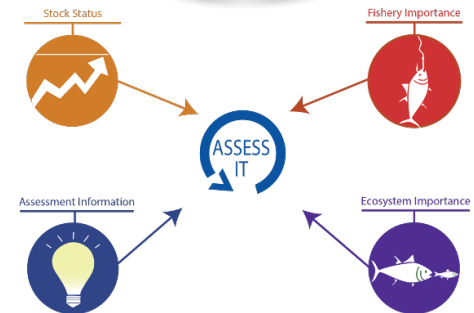 Stock Status
Fishery Importance
ASSESS
IT
Assessment Information
Ecosystem Importance